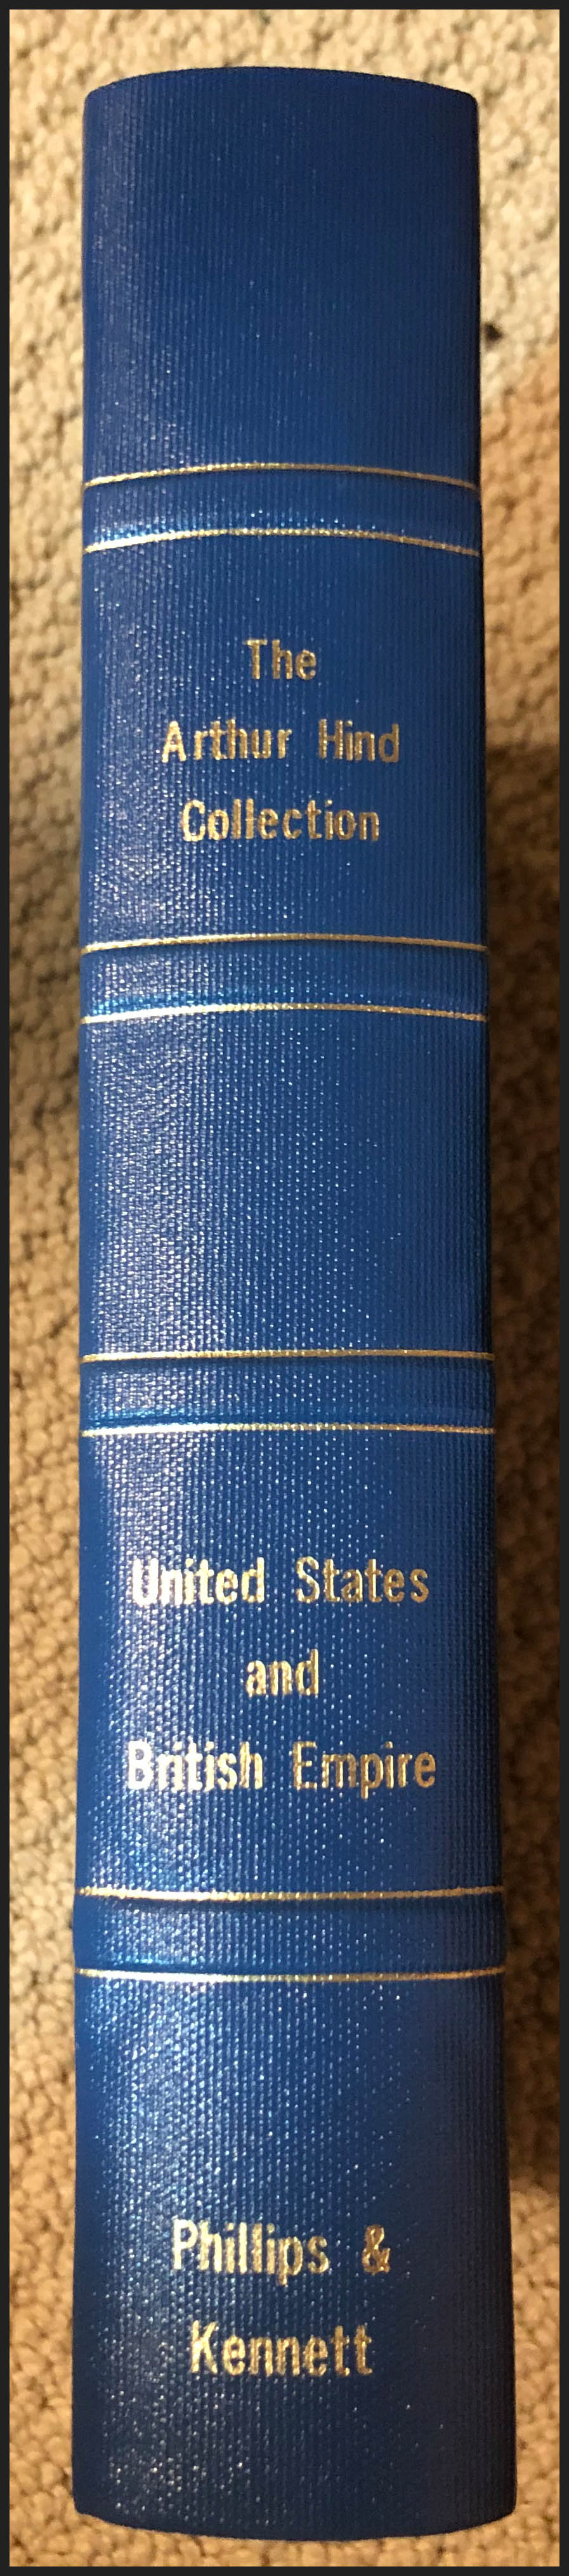 The
Arthur Hind
Collection
United States
and
British Empire
Phillips &
Kennett